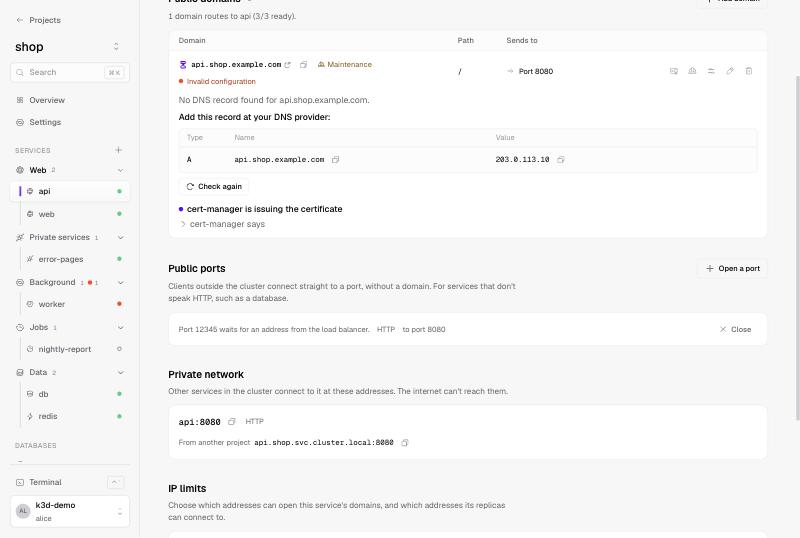 Projects
shop
Search
⌘ K
Overview
Settings
SERVICES
Web 2
api
web
Private services 1
error-pages
Background 1 1
worker
Jobs 1
nightly-report
Data 2
db
redis
DATABASES
Terminal
AL
k3d-demo
alice
Public domains
Add domain
1 domain routes to api (3/3 ready).
Domain Path Sends to
api.shop.example.com Maintenance
/ Port 8080
Invalid configuration
No DNS record found for api.shop.example.com.
Add this record at your DNS provider:
Type Name Value
A api.shop.example.com 203.0.113.10
Check again
cert-manager is issuing the certificate
cert-manager says
Public ports
Open a port
Clients outside the cluster connect straight to a port, without a domain. For services that don't
speak HTTP, such as a database.
Port 12345 waits for an address from the load balancer. HTTP to port 8080
Close
Private network
Other services in the cluster connect to it at these addresses. The internet can't reach them.
api:8080 HTTP
From another project api.shop.svc.cluster.local:8080
IP limits
Choose which addresses can open this service's domains, and which addresses its replicas
can connect to.